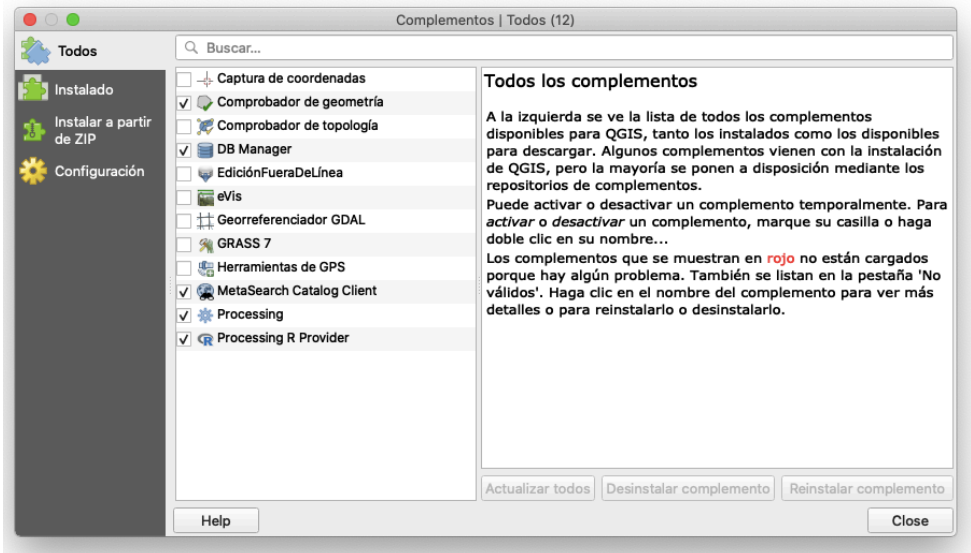 Complementos | Todos (12)
Todos
Instalado
Instalar a partir
de ZIP
Configuración
Buscar...
Captura de coordenadas
Comprobador de geometría
Comprobador de topología
DB Manager
EdiciónFueraDeLínea
eVis
Georreferenciador GDAL
GRASS 7
Herramientas de GPS
MetaSearch Catalog Client
Processing
Processing R Provider
Todos los complementos
A la izquierda se ve la lista de todos los complementos
disponibles para QGIS, tanto los instalados como los disponibles
para descargar. Algunos complementos vienen con la instalación
de QGIS, pero la mayoría se ponen a disposición mediante los
repositorios de complementos.
Puede activar o desactivar un complemento temporalmente. Para
activar o desactivar un complemento, marque su casilla o haga
doble clic en su nombre...
Los complementos que se muestran en rojo no están cargados
porque hay algún problema. También se listan en la pestaña 'No
válidos'. Haga clic en el nombre del complemento para ver más
detalles o para reinstalarlo o desinstalarlo.
Actualizar todos
Desinstalar complemento
Reinstalar complemento
Help
Close